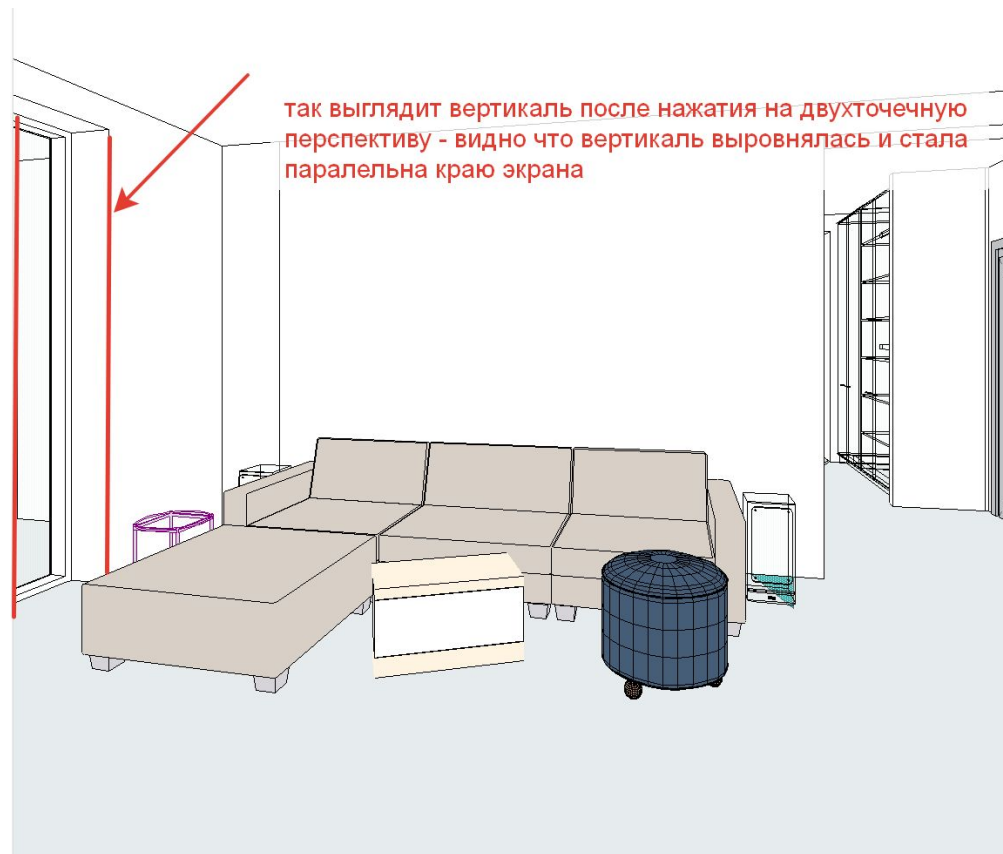 так выглядит вертикаль после нажатия на двухточечную
перспективу - видно что вертикаль выровнялась и стала
паралельна краю экрана